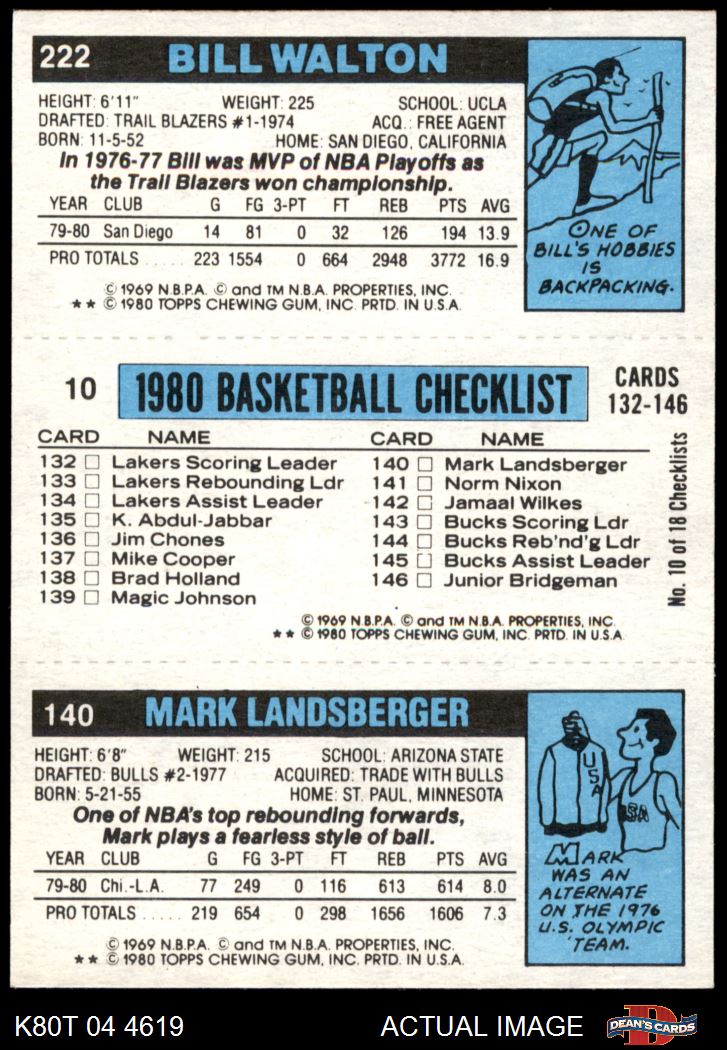 222 BILL WALTON
HEIGHT: 6'11" WEIGHT: 225 SCHOOL: UCLA
DRAFTED: TRAIL BLAZERS #1-1974 ACQ.: FREE AGENT
BORN: 11-5-52 HOME: SAN DIEGO, CALIFORNIA
In 1976-77 Bill was MVP of NBA Playoffs as
the Trail Blazers won championship.
YEAR CLUB G FG 3-PT FT REB PTS AVG
79-80 San Diego 14 81 0 32 126 194 13.9
PRO TOTALS ..... 223 1554 0 664 2948 3772 16.9
© 1969 N.B.P.A. © and TM N.B.A. PROPERTIES, INC.
★★ © 1980 TOPPS CHEWING GUM, INC. PRTD. IN U.S.A.
ONE OF
BILL'S HOBBIES
IS
BACKPACKING.
10 1980 BASKETBALL CHECKLIST CARDS
132-146
CARD NAME
132 □ Lakers Scoring Leader
133 □ Lakers Rebounding Ldr
134 □ Lakers Assist Leader
135 □ K. Abdul-Jabbar
136 □ Jim Chones
137 □ Mike Cooper
138 □ Brad Holland
139 □ Magic Johnson
CARD NAME
140 □ Mark Landsberger
141 □ Norm Nixon
142 □ Jamaal Wilkes
143 □ Bucks Scoring Ldr
144 □ Bucks Reb'nd'g Ldr
145 □ Bucks Assist Leader
146 □ Junior Bridgeman
No. 10 of 18 Checklists
© 1969 N.B.P.A. © and TM N.B.A. PROPERTIES, INC.
★★ © 1980 TOPPS CHEWING GUM, INC. PRTD. IN U.S.A
140 MARK LANDSBERGER
HEIGHT: 6'8" WEIGHT: 215 SCHOOL: ARIZONA STATE
DRAFTED: BULLS #2-1977 ACQUIRED: TRADE WITH BULLS
BORN: 5-21-55 HOME: ST. PAUL, MINNESOTA
One of NBA's top rebounding forwards,
Mark plays a fearless style of ball.
YEAR CLUB G FG 3-PT FT REB PTS AVG
79-80 Chi.-L.A. 77 249 0 116 613 614 8.0
PRO TOTALS ..... 219 654 0 298 1656 1606 7.3
© 1969 N.B.P.A. © and TM N.B.A. PROPERTIES, INC.
★★ © 1980 TOPPS CHEWING GUM, INC. PRTD. IN U.S.A.
USA
SA
MARK
WAS AN
ALTERNATE
ON THE 1976
U.S. OLYMPIC
TEAM.
K80T 04 4619 ACTUAL IMAGE D DEAN'S CARDS